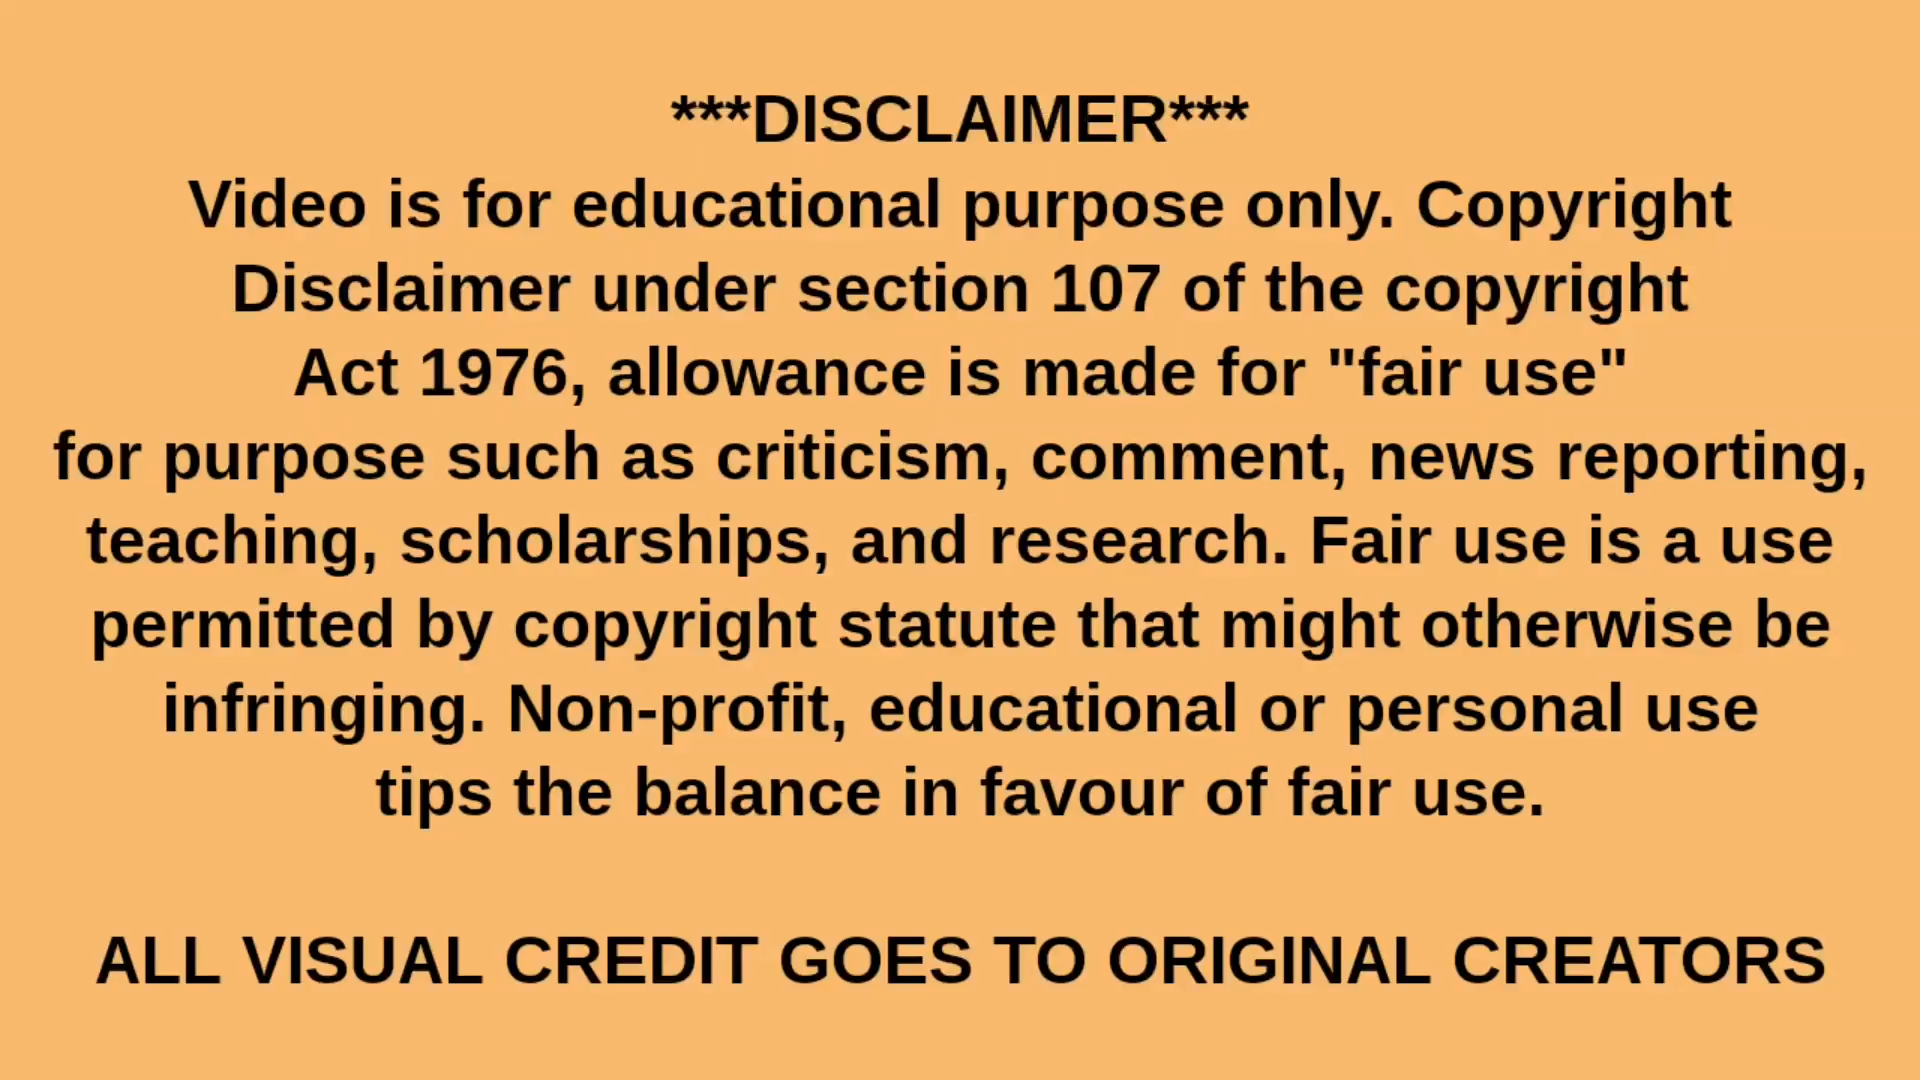 ***DISCLAIMER***
Video is for educational purpose only. Copyright
Disclaimer under section 107 of the copyright
Act 1976, allowance is made for "fair use"
for purpose such as criticism, comment, news reporting,
teaching, scholarships, and research. Fair use is a use
permitted by copyright statute that might otherwise be
infringing. Non-profit, educational or personal use
tips the balance in favour of fair use.
ALL VISUAL CREDIT GOES TO ORIGINAL CREATORS